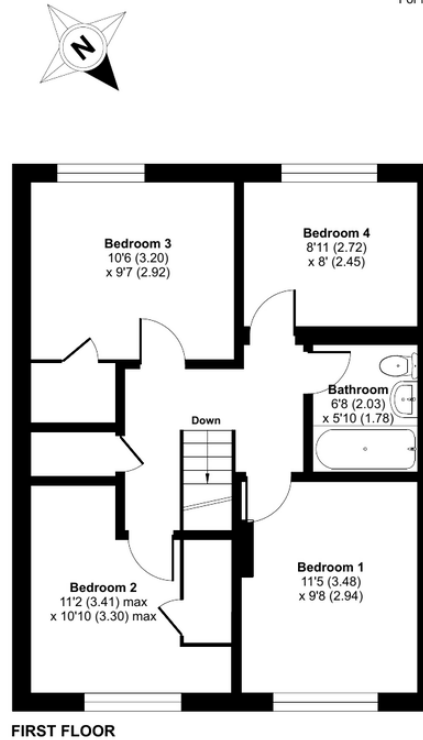 N
Bedroom 3
10'6 (3.20)
x 9'7 (2.92)
Bedroom 4
8'11 (2.72)
x 8' (2.45)
Bathroom
6'8 (2.03)
x 5'10 (1.78)
Down
Bedroom 2
11'2 (3.41) max
x 10'10 (3.30) max
Bedroom 1
11'5 (3.48)
x 9'8 (2.94)
FIRST FLOOR